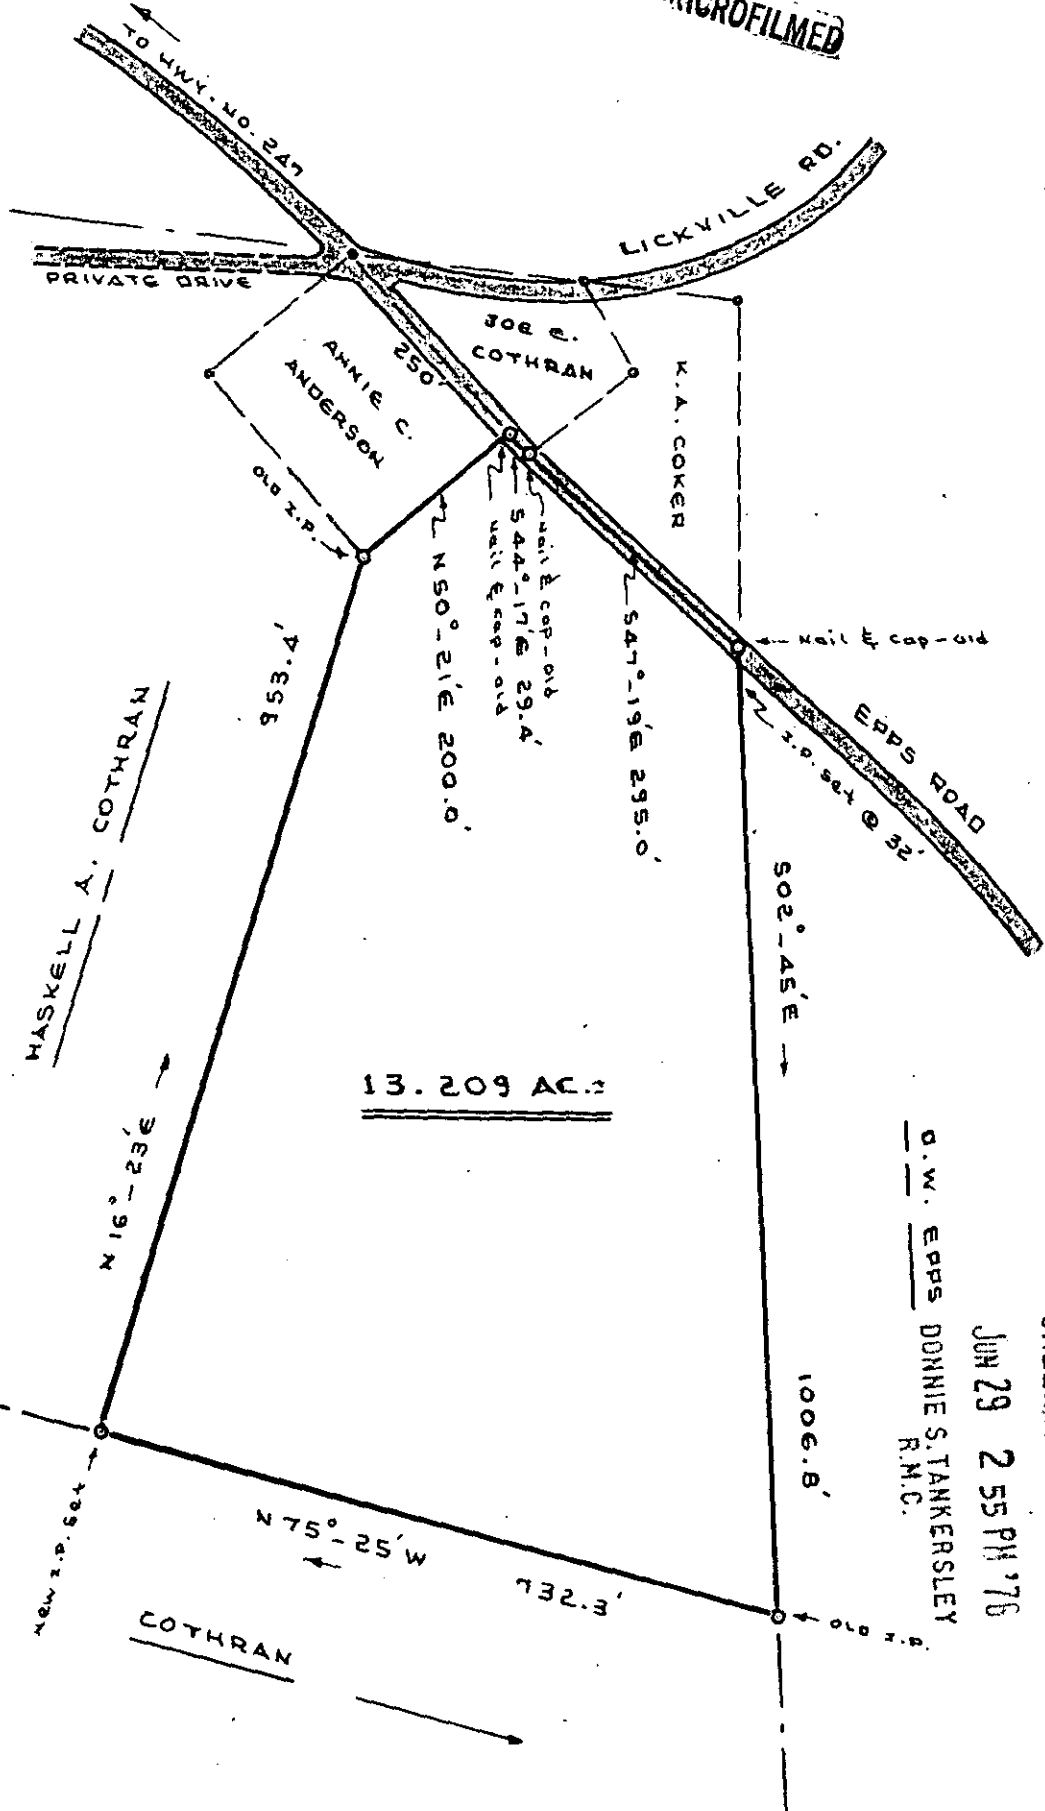 MICROFILMED
TO HWY. NO. 247
LICKVILLE RD.
PRIVATE DRIVE
JOE E.
COTHRAN
250'
ANNIE C.
ANDERSON
K. A. COKER
OLD I.P.
Nail & Cap-old
S 44°-17'E 29.4'
Nail & Cap-old
N 50°-21'E 200.0'
S 47°-19'E 295.0'
Nail & Cap-old
I.P. Set @ 32'
EPPS ROAD
953.4'
HASKELL A. COTHRAN
S 02°-45'E
13.209 AC.±
N 16°-23'E
O.W. EPPS
DONNIE S. TANKERSLEY
R.M.C.
JUN 29 2 55 PM '76
1006.8'
N 75°-25'W
732.3'
New I.P. Set
OLD I.P.
COTHRAN